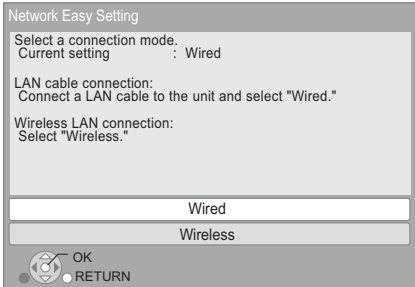 Network Easy Setting
Select a connection mode.
Current setting : Wired
LAN cable connection:
Connect a LAN cable to the unit and select "Wired."
Wireless LAN connection:
Select "Wireless."
Wired
Wireless
OK
RETURN